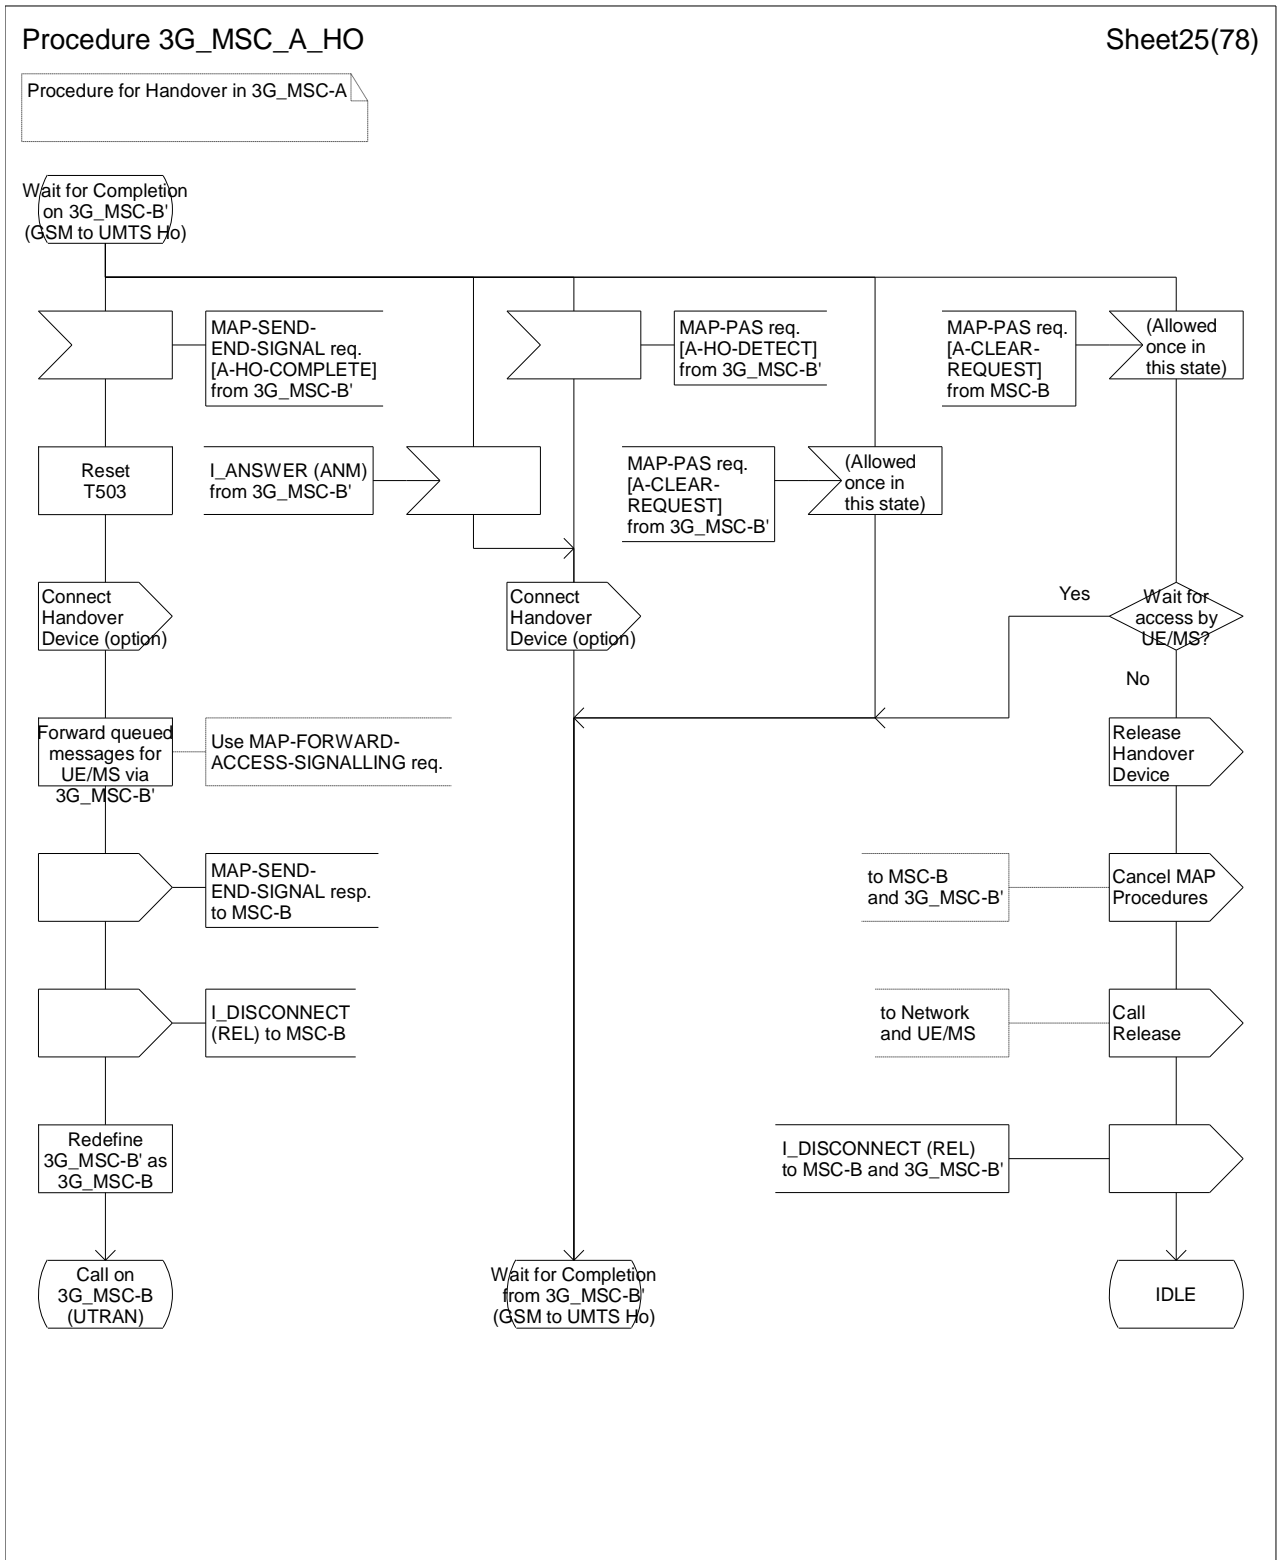 Procedure 3G_MSC_A_HO
Sheet25(78)
Procedure for Handover in 3G_MSC-A
Wait for Completion
on 3G_MSC-B'
(GSM to UMTS Ho)
MAP-SEND-
END-SIGNAL req.
[A-HO-COMPLETE]
from 3G_MSC-B'
MAP-PAS req.
[A-HO-DETECT]
from 3G_MSC-B'
MAP-PAS req.
[A-CLEAR-
REQUEST]
from MSC-B
(Allowed
once in
this state)
Reset
T503
I_ANSWER (ANM)
from 3G_MSC-B'
MAP-PAS req.
[A-CLEAR-
REQUEST]
from 3G_MSC-B'
(Allowed
once in
this state)
Connect
Handover
Device (option)
Connect
Handover
Device (option)
Yes
Wait for
access by
UE/MS?
No
Forward queued
messages for
UE/MS via
3G_MSC-B'
Use MAP-FORWARD-
ACCESS-SIGNALLING req.
Release
Handover
Device
MAP-SEND-
END-SIGNAL resp.
to MSC-B
to MSC-B
and 3G_MSC-B'
Cancel MAP
Procedures
I_DISCONNECT
(REL) to MSC-B
to Network
and UE/MS
Call
Release
Redefine
3G_MSC-B' as
3G_MSC-B
I_DISCONNECT (REL)
to MSC-B and 3G_MSC-B'
Call on
3G_MSC-B
(UTRAN)
Wait for Completion
from 3G_MSC-B'
(GSM to UMTS Ho)
IDLE